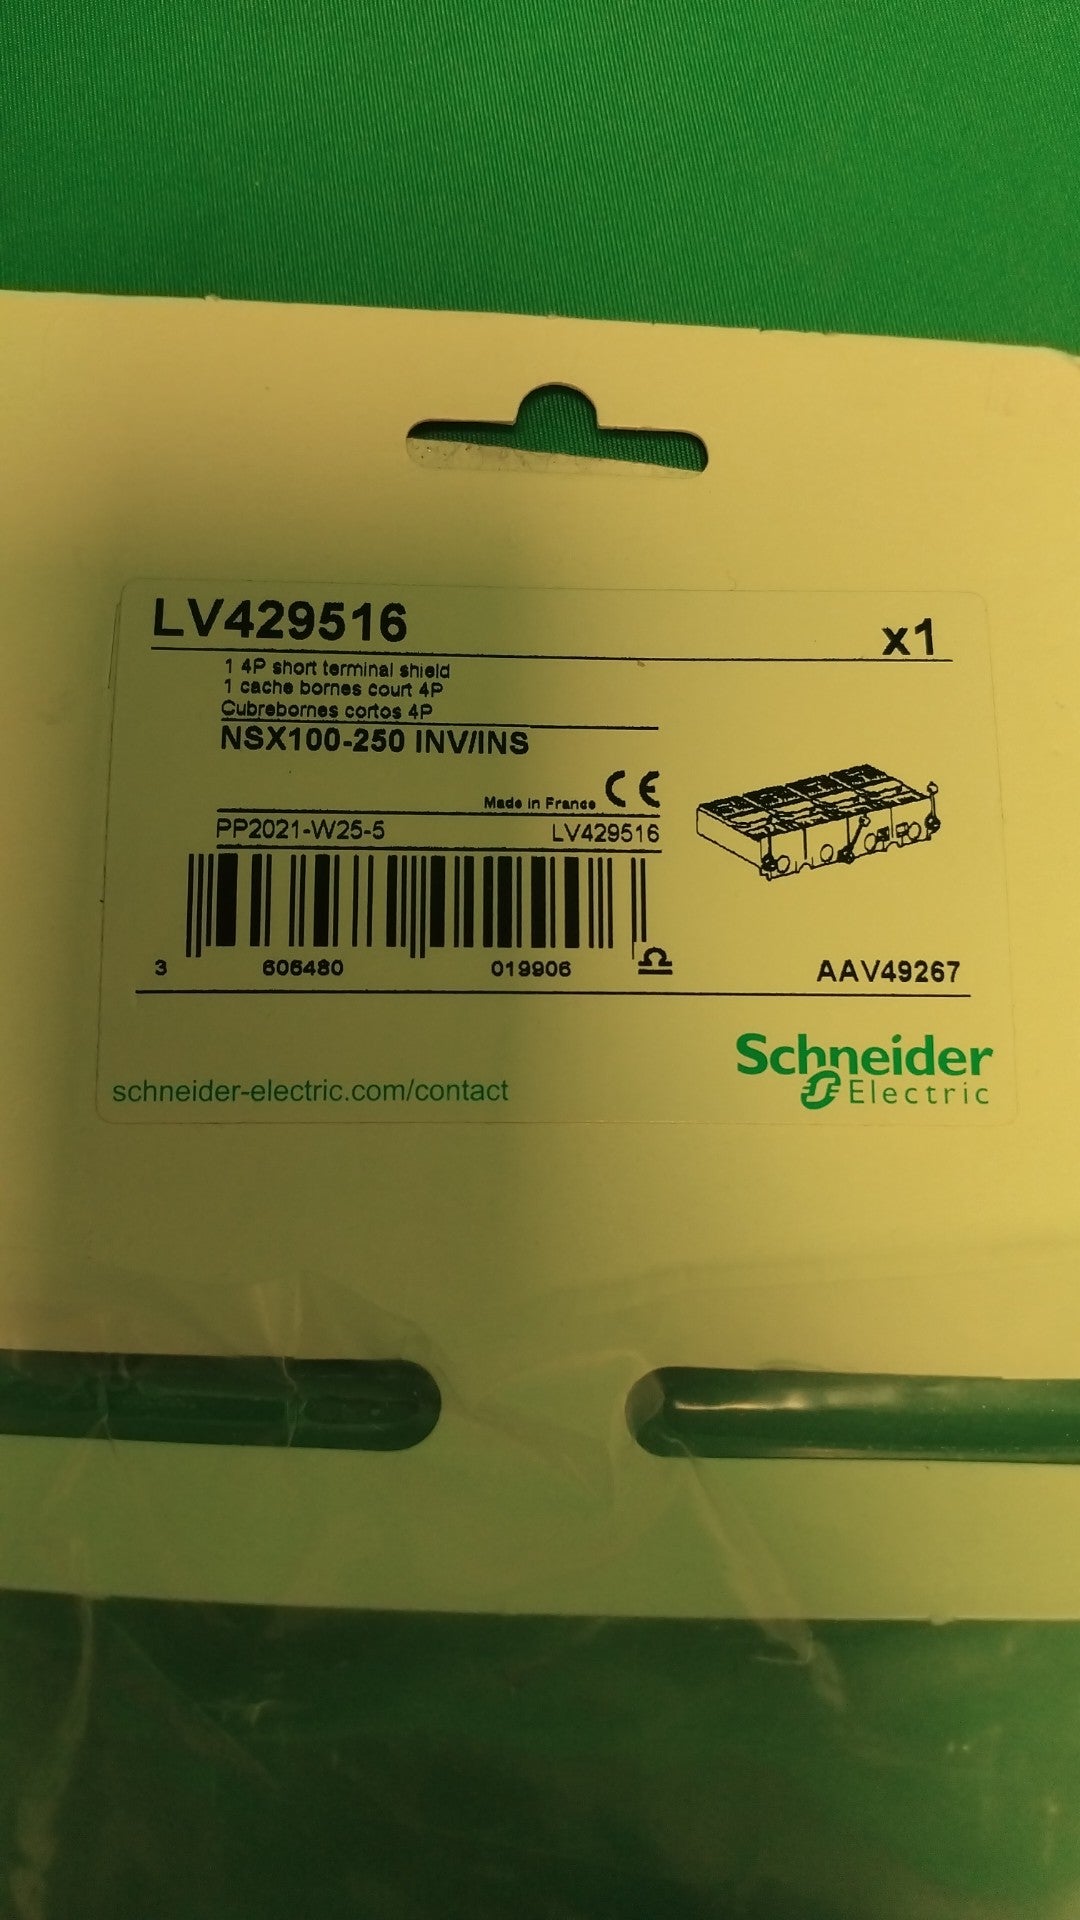 LV429516 x1
1 4P short terminal shield
1 cache bornes court 4P
Cubrebornes cortos 4P
NSX100-250 INV/INS
Made in France CE
PP2021-W25-5 LV429516
3 606480 019906
AAV49267
Schneider
Electric
schneider-electric.com/contact